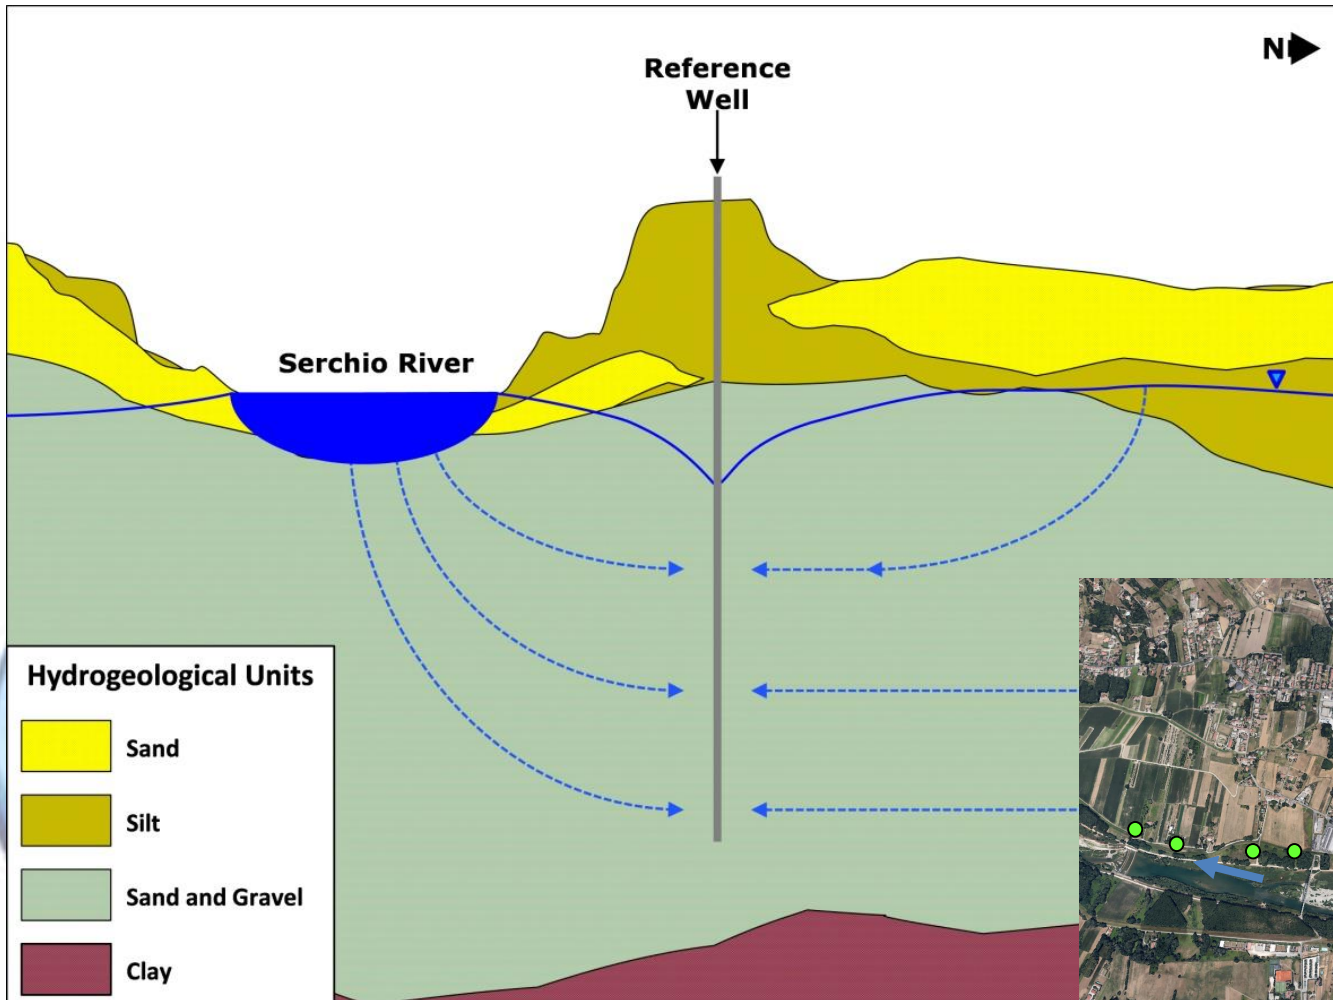 N
Reference
Well
Serchio River
Hydrogeological Units
Sand
Silt
Sand and Gravel
Clay